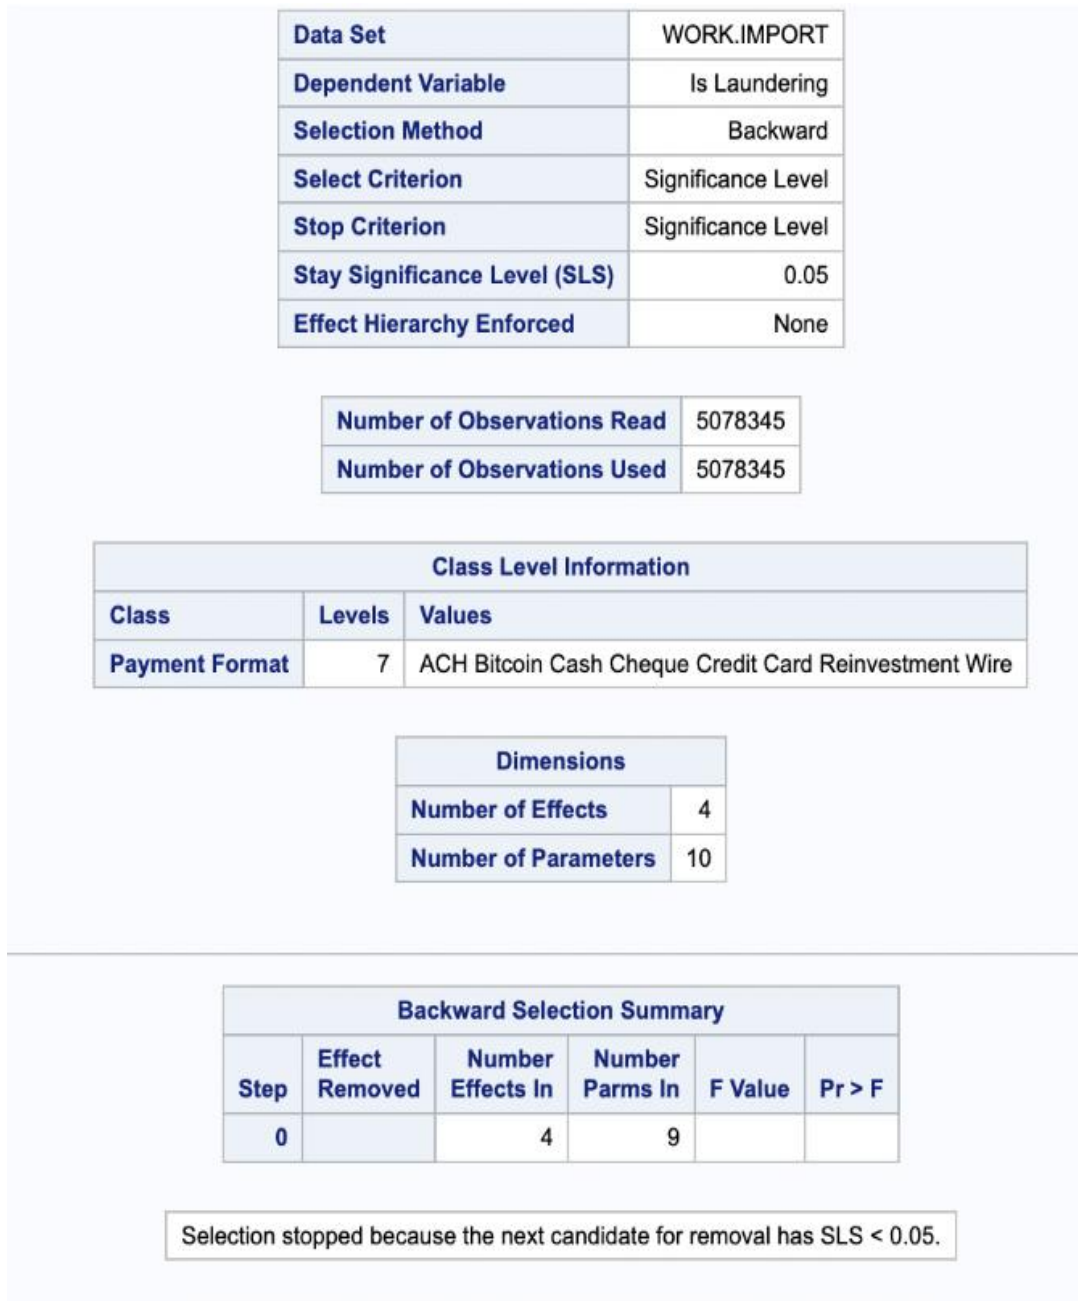 Data Set WORK.IMPORT
Dependent Variable Is Laundering
Selection Method Backward
Select Criterion Significance Level
Stop Criterion Significance Level
Stay Significance Level (SLS) 0.05
Effect Hierarchy Enforced None
Number of Observations Read 5078345
Number of Observations Used 5078345
Class Level Information
Class Levels Values
Payment Format 7 ACH Bitcoin Cash Cheque Credit Card Reinvestment Wire
Dimensions
Number of Effects 4
Number of Parameters 10
Backward Selection Summary
Step Effect Removed Number Effects In Number Parms In F Value Pr > F
0 4 9
Selection stopped because the next candidate for removal has SLS < 0.05.